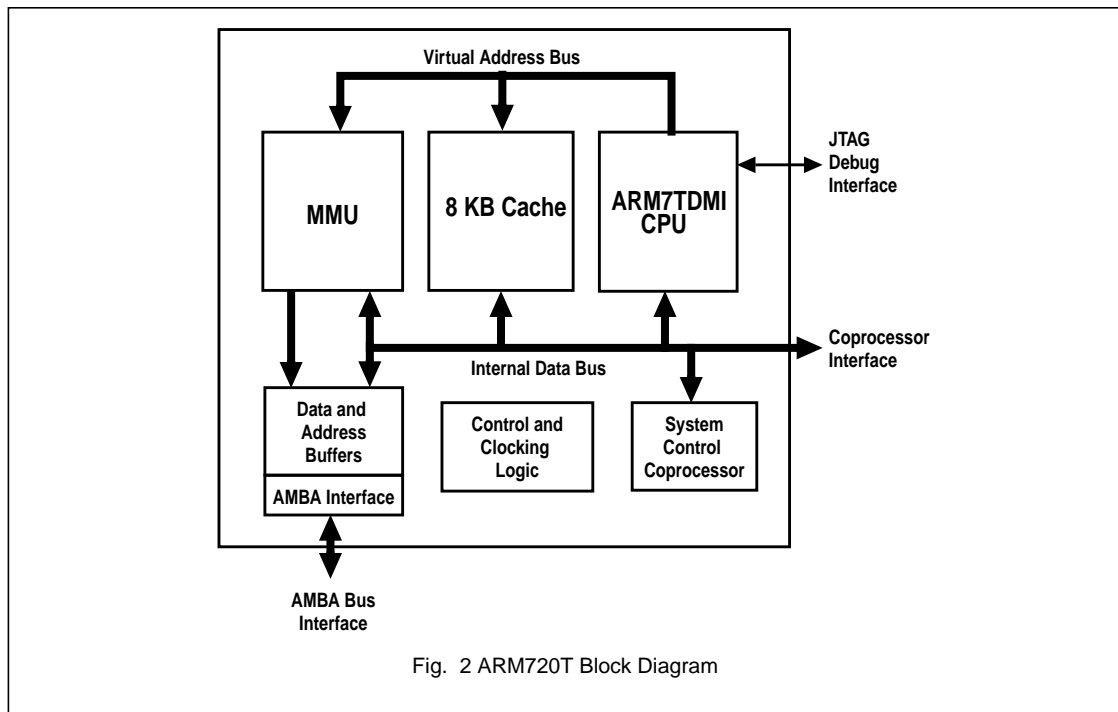 Virtual Address Bus
MMU
8 KB Cache
ARM7TDMI
CPU
JTAG
Debug
Interface
Internal Data Bus
Coprocessor
Interface
Data and
Address
Buffers
AMBA Interface
Control and
Clocking
Logic
System
Control
Coprocessor
AMBA Bus
Interface
Fig. 2 ARM720T Block Diagram